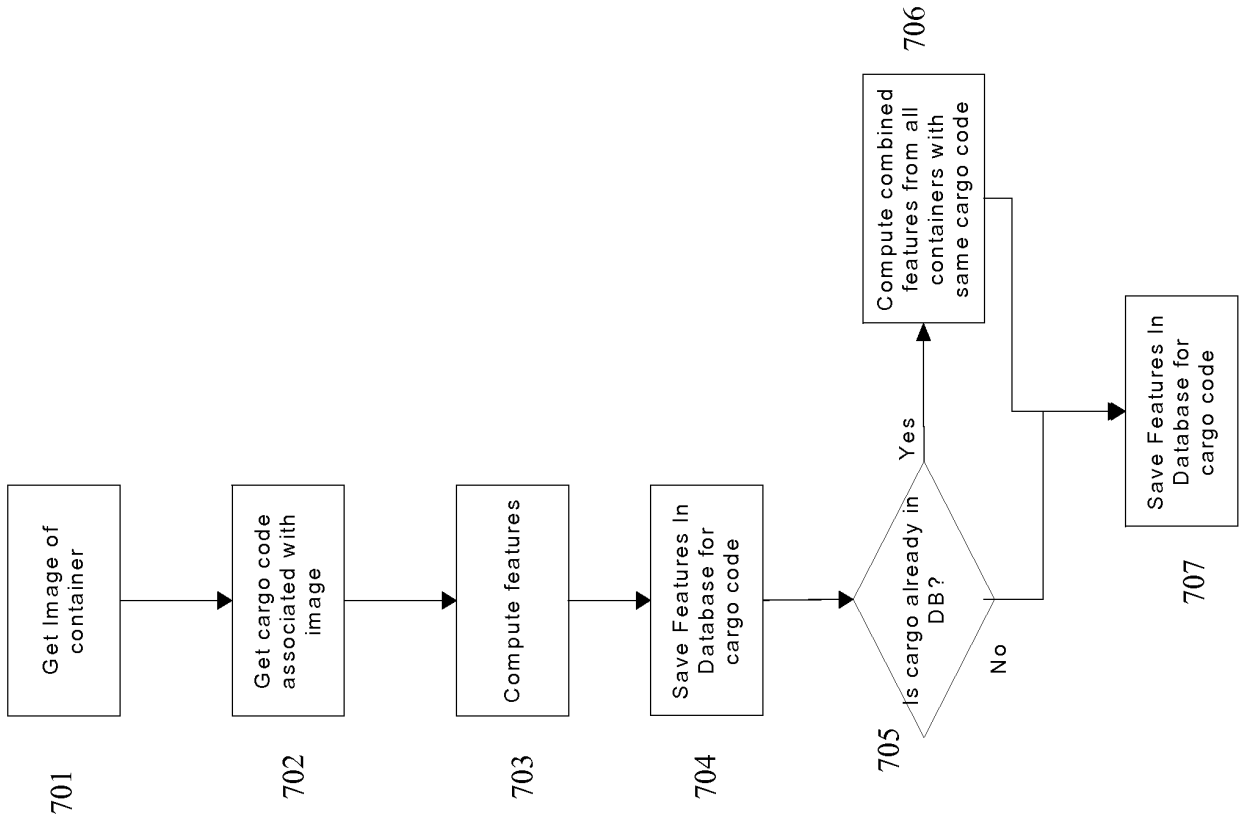 701
Get Image of
container
702
Get cargo code
associated with
image
703
Compute features
704
Save Features In
Database for
cargo code
705
Is cargo already in
DB?
Yes
No
706
Compute combined
features from all
containers with
same cargo code
707
Save Features In
Database for
cargo code